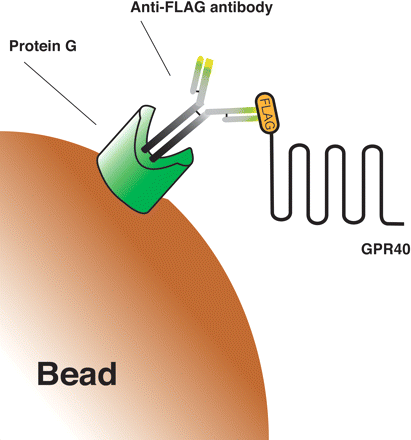 Anti-FLAG antibody
Protein G
FLAG
GPR40
Bead